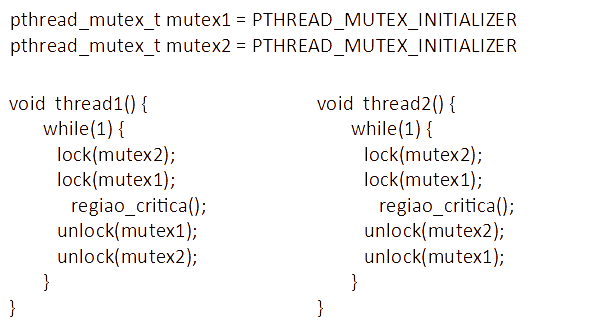 pthread_mutex_t mutex1 = PTHREAD_MUTEX_INITIALIZER
pthread_mutex_t mutex2 = PTHREAD_MUTEX_INITIALIZER
void thread1() {
while(1) {
lock(mutex2);
lock(mutex1);
regiao_critica();
unlock(mutex1);
unlock(mutex2);
}
}
void thread2() {
while(1) {
lock(mutex2);
lock(mutex1);
regiao_critica();
unlock(mutex2);
unlock(mutex1);
}
}